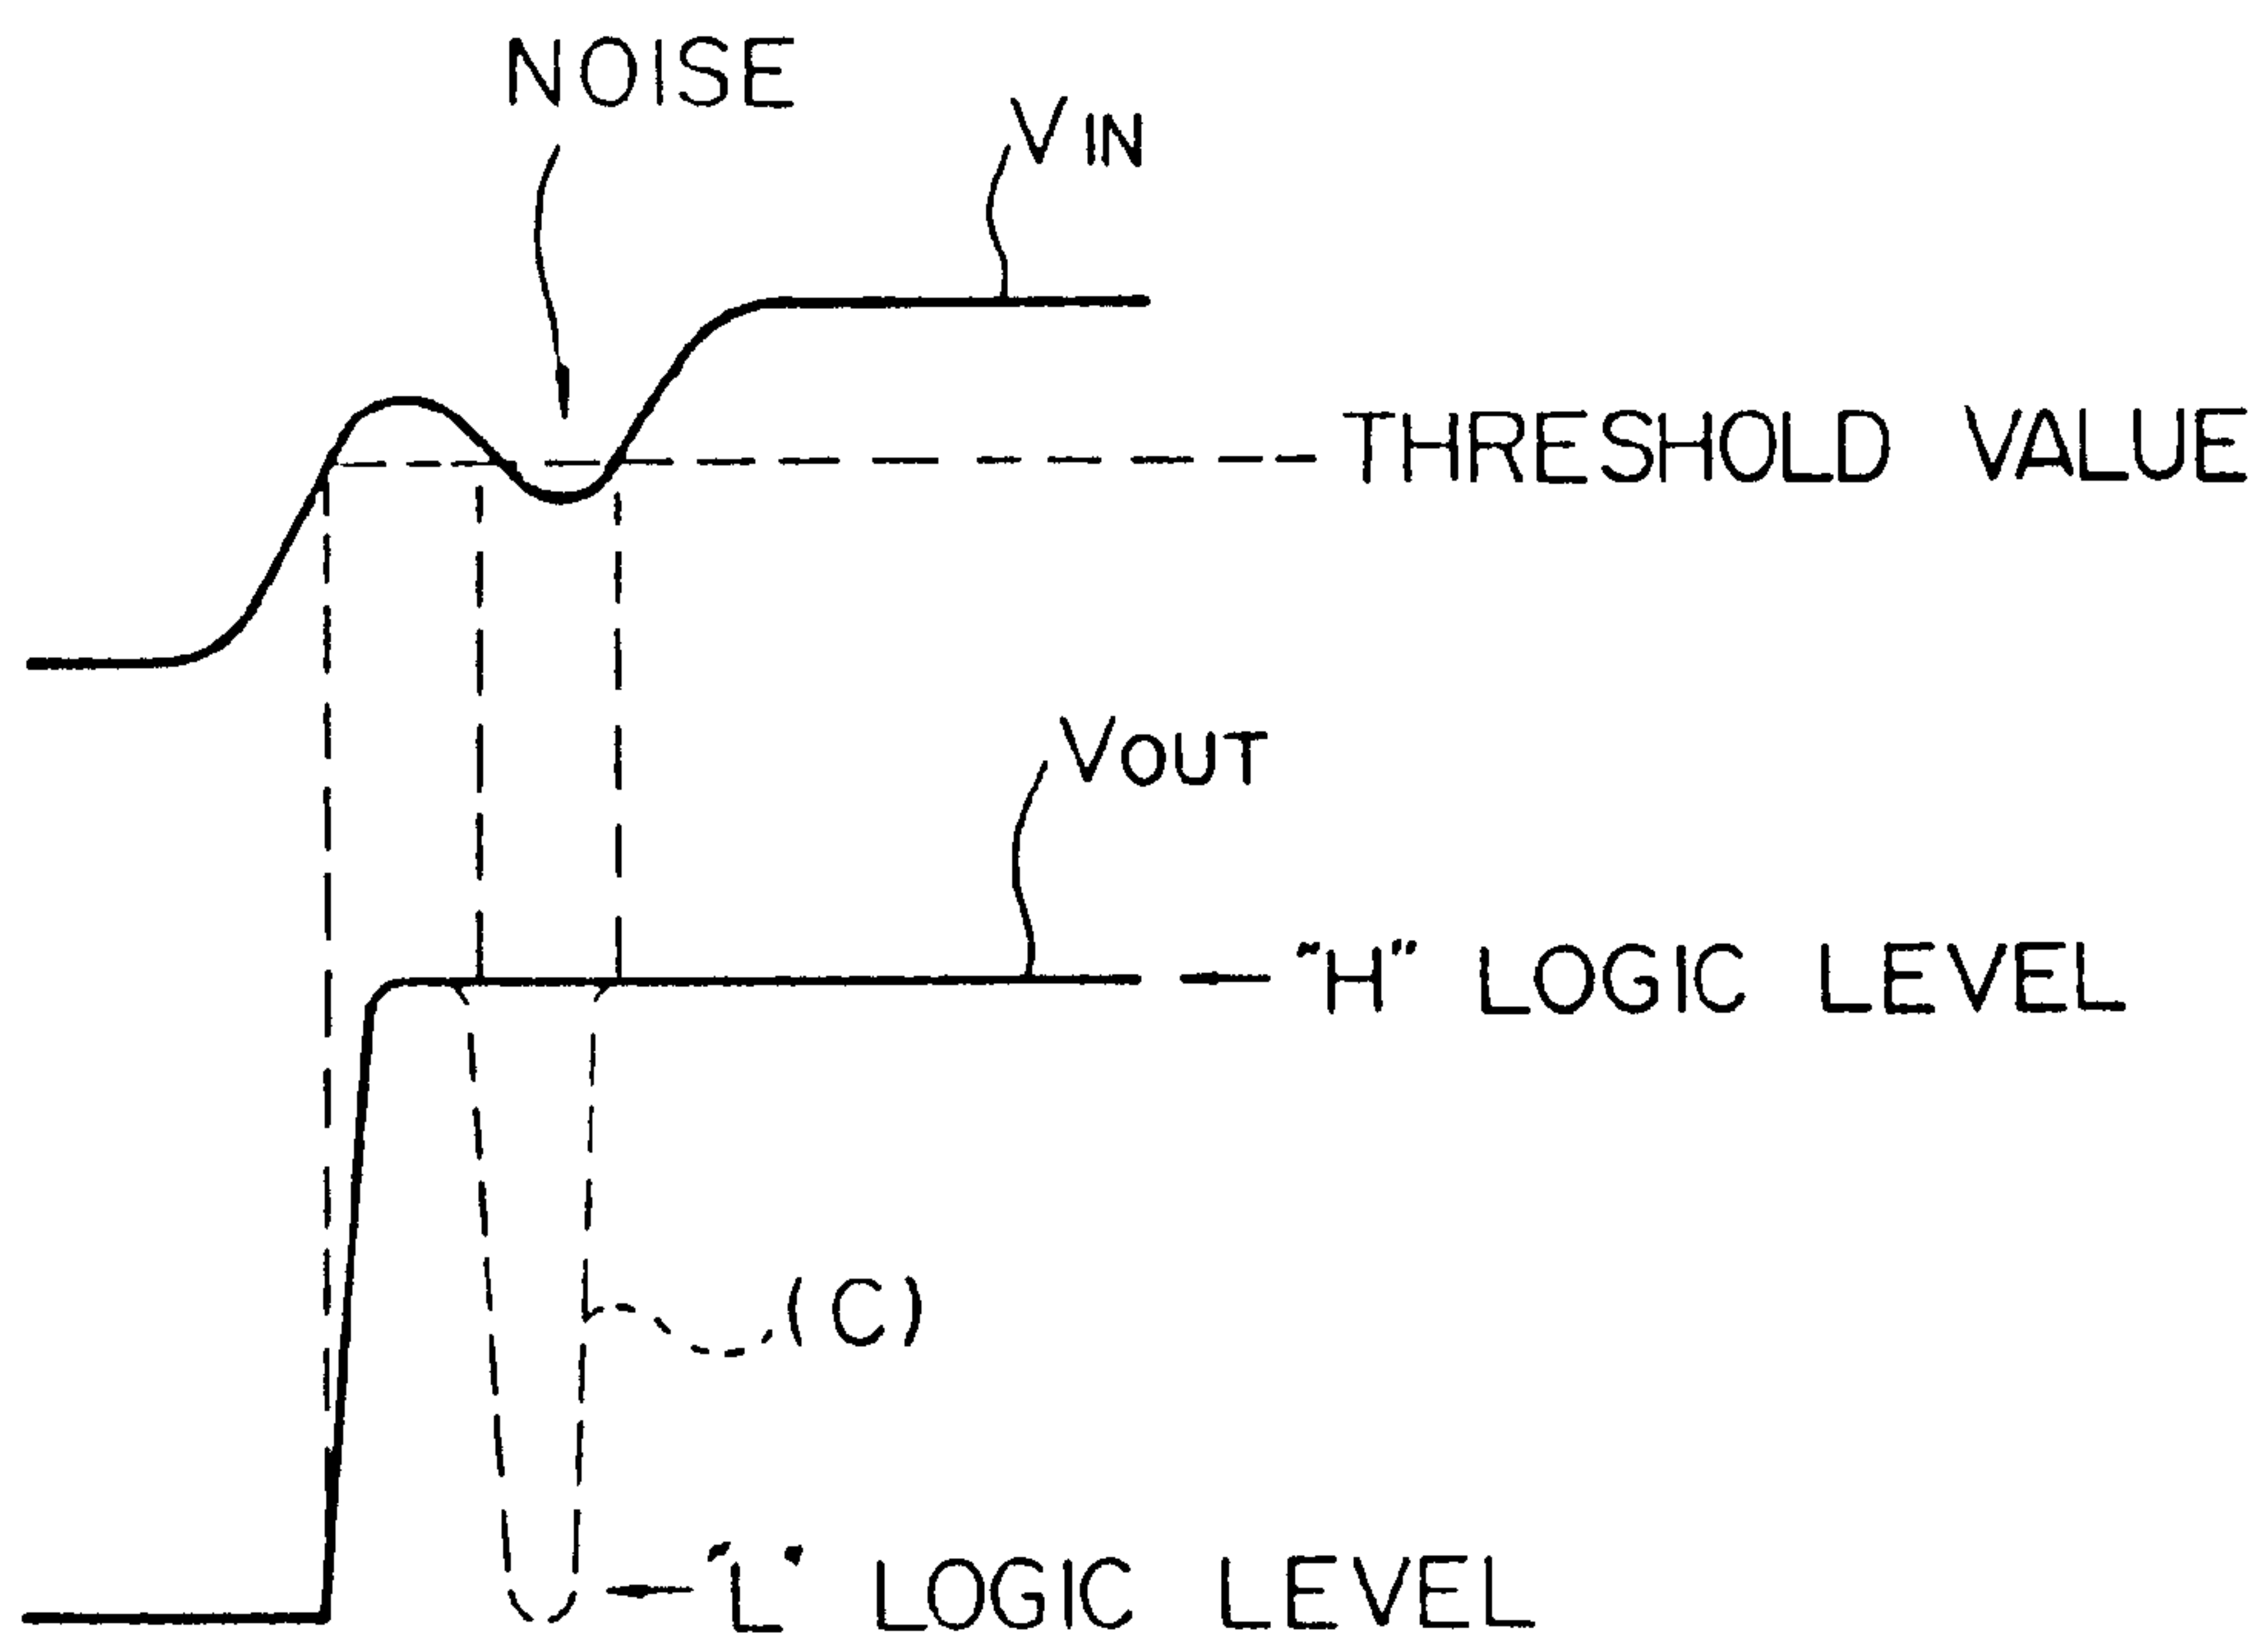 NOISE
VIN
THRESHOLD VALUE
VOUT
"H" LOGIC LEVEL
(C)
"L" LOGIC LEVEL